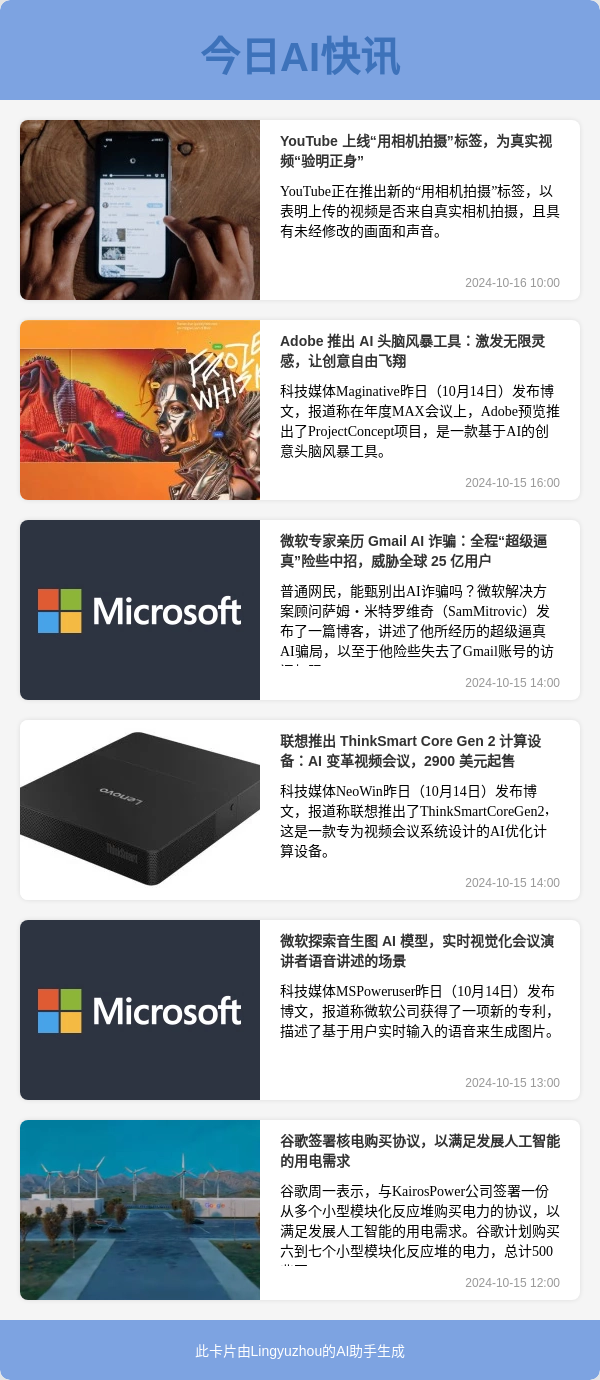 今日AI快讯
YouTube 上线“用相机拍摄”标签，为真实视
频“验明正身”
YouTube正在推出新的“用相机拍摄”标签，以
表明上传的视频是否来自真实相机拍摄，且具
有未经修改的画面和声音。
2024-10-16 10:00
FROZE
WHISP
Adobe 推出 AI 头脑风暴工具：激发无限灵
感，让创意自由飞翔
科技媒体Maginative昨日（10月14日）发布博
文，报道称在年度MAX会议上，Adobe预览推
出了ProjectConcept项目，是一款基于AI的创
意头脑风暴工具。
2024-10-15 16:00
Microsoft
微软专家亲历 Gmail AI 诈骗：全程“超级逼
真”险些中招，威胁全球 25 亿用户
普通网民，能甄别出AI诈骗吗？微软解决方
案顾问萨姆・米特罗维奇（SamMitrovic）发
布了一篇博客，讲述了他所经历的超级逼真
AI骗局，以至于他险些失去了Gmail账号的访
2024-10-15 14:00
Lenovo
ThinkSmart
联想推出 ThinkSmart Core Gen 2 计算设
备：AI 变革视频会议，2900 美元起售
科技媒体NeoWin昨日（10月14日）发布博
文，报道称联想推出了ThinkSmartCoreGen2，
这是一款专为视频会议系统设计的AI优化计
算设备。
2024-10-15 14:00
Microsoft
微软探索音生图 AI 模型，实时视觉化会议演
讲者语音讲述的场景
科技媒体MSPoweruser昨日（10月14日）发布
博文，报道称微软公司获得了一项新的专利，
描述了基于用户实时输入的语音来生成图片。
2024-10-15 13:00
谷歌签署核电购买协议，以满足发展人工智能
的用电需求
谷歌周一表示，与KairosPower公司签署一份
从多个小型模块化反应堆购买电力的协议，以
满足发展人工智能的用电需求。谷歌计划购买
六到七个小型模块化反应堆的电力，总计500
2024-10-15 12:00
此卡片由Lingyuzhou的AI助手生成